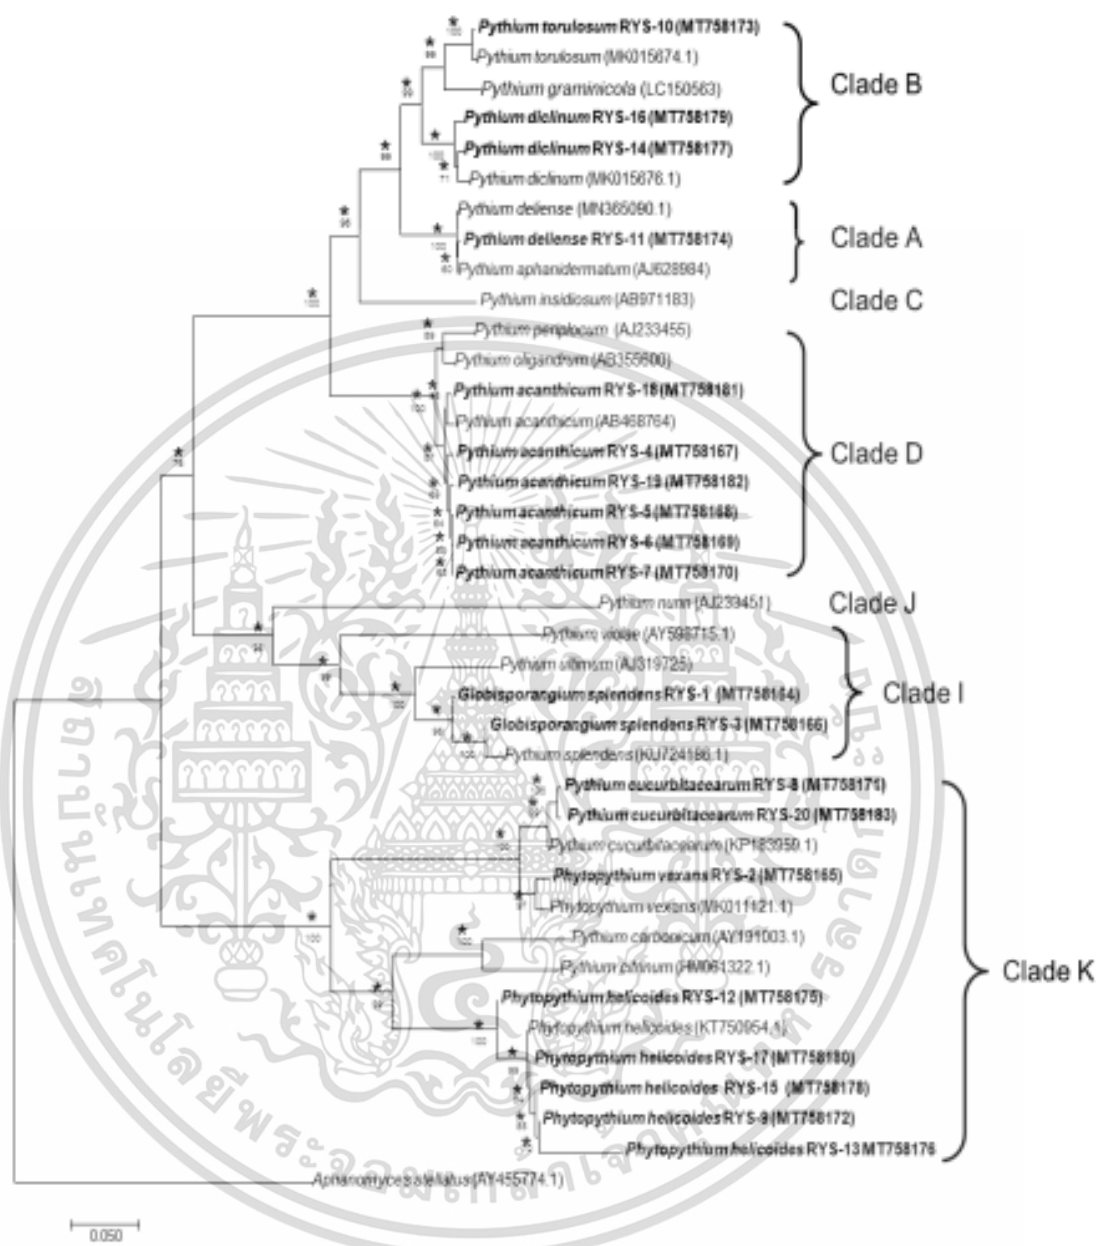 Pythium torulosum RYS-10 (MT758173)
Pythium torulosum (MK015674.1)
Pythium graminicola (LC150563)
Clade B
Pythium diclinum RYS-16 (MT758179)
Pythium diclinum RYS-14 (MT758177)
Pythium diclinum (MK015676.1)
Pythium deliense (MN365090.1)
Pythium deliense RYS-11 (MT758174)
Clade A
Pythium aphanidermatum (AJ628984)
Pythium insidiosum (AB971183)
Clade C
Pythium periplocum (AJ233455)
Pythium oligandrum (AB355600)
Pythium acanthicum RYS-18 (MT758181)
Pythium acanthicum (AB468764)
Pythium acanthicum RYS-4 (MT758167)
Clade D
Pythium acanthicum RYS-19 (MT758182)
Pythium acanthicum RYS-5 (MT758168)
Pythium acanthicum RYS-6 (MT758169)
Pythium acanthicum RYS-7 (MT758170)
Pythium nunn (AJ233451)
Clade J
Pythium violae (AY598715.1)
Pythium ultimum (AJ319725)
Globisporangium splendens RYS-1 (MT758164)
Clade I
Globisporangium splendens RYS-3 (MT758166)
Pythium splendens (KU724186.1)
Pythium cucurbitacearum RYS-8 (MT758171)
Pythium cucurbitacearum RYS-20 (MT758183)
Pythium cucurbitacearum (KP183959.1)
Phytopythium vexans RYS-2 (MT758165)
Phytopythium vexans (MK011121.1)
Pythium carbonicum (AY191003.1)
Pythium citrinum (HM061322.1)
Clade K
Phytopythium helicoides RYS-12 (MT758175)
Phytopythium helicoides (KT750954.1)
Phytopythium helicoides RYS-17 (MT758180)
Phytopythium helicoides RYS-15 (MT758178)
Phytopythium helicoides RYS-9 (MT758172)
Phytopythium helicoides RYS-13 MT758176
Aphanomyces stellatus (AY455774.1)
0.050